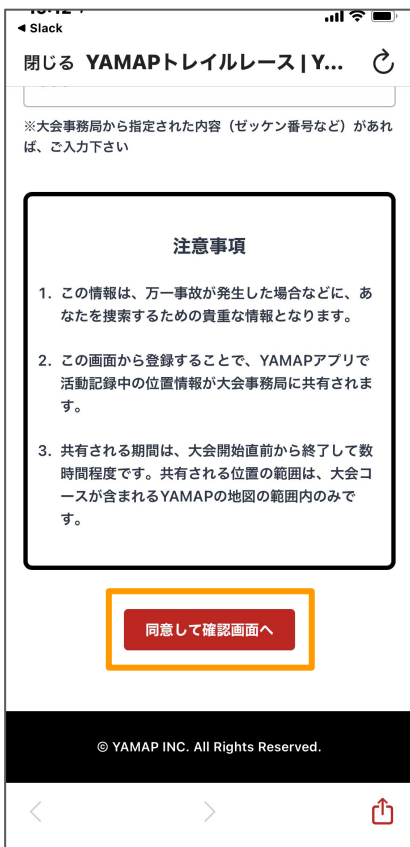 ◀ Slack
閉じる YAMAPトレイルレース | Y...
※大会事務局から指定された内容（ゼッケン番号など）があれ
ば、ご入力下さい
注意事項
1. この情報は、万一事故が発生した場合などに、あ
なたを捜索するための貴重な情報となります。
2. この画面から登録することで、YAMAPアプリで
活動記録中の位置情報が大会事務局に共有されま
す。
3. 共有される期間は、大会開始直前から終了して数
時間程度です。共有される位置の範囲は、大会コ
ースが含まれるYAMAPの地図の範囲内のみで
す。
同意して確認画面へ
© YAMAP INC. All Rights Reserved.